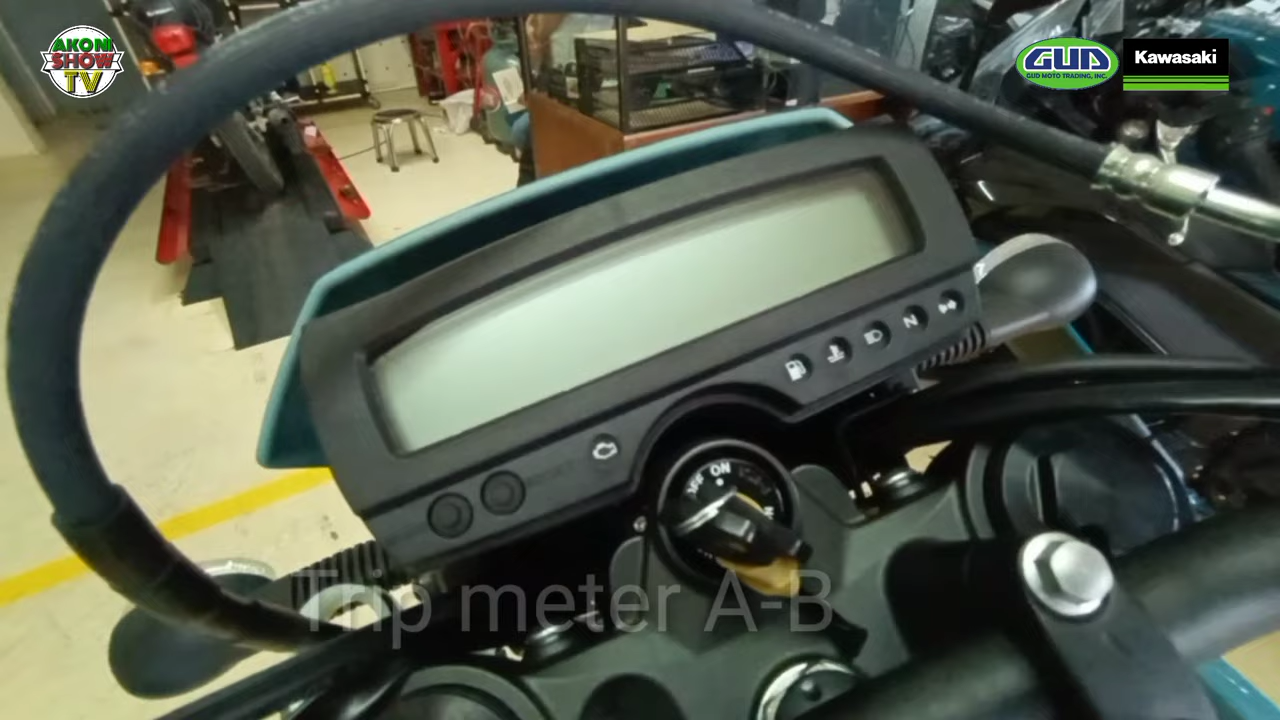 AKONI
SHOW
TV
GUD
GUD MOTO TRADING, INC.
Kawasaki
N
OFF ON
Trip meter A-B